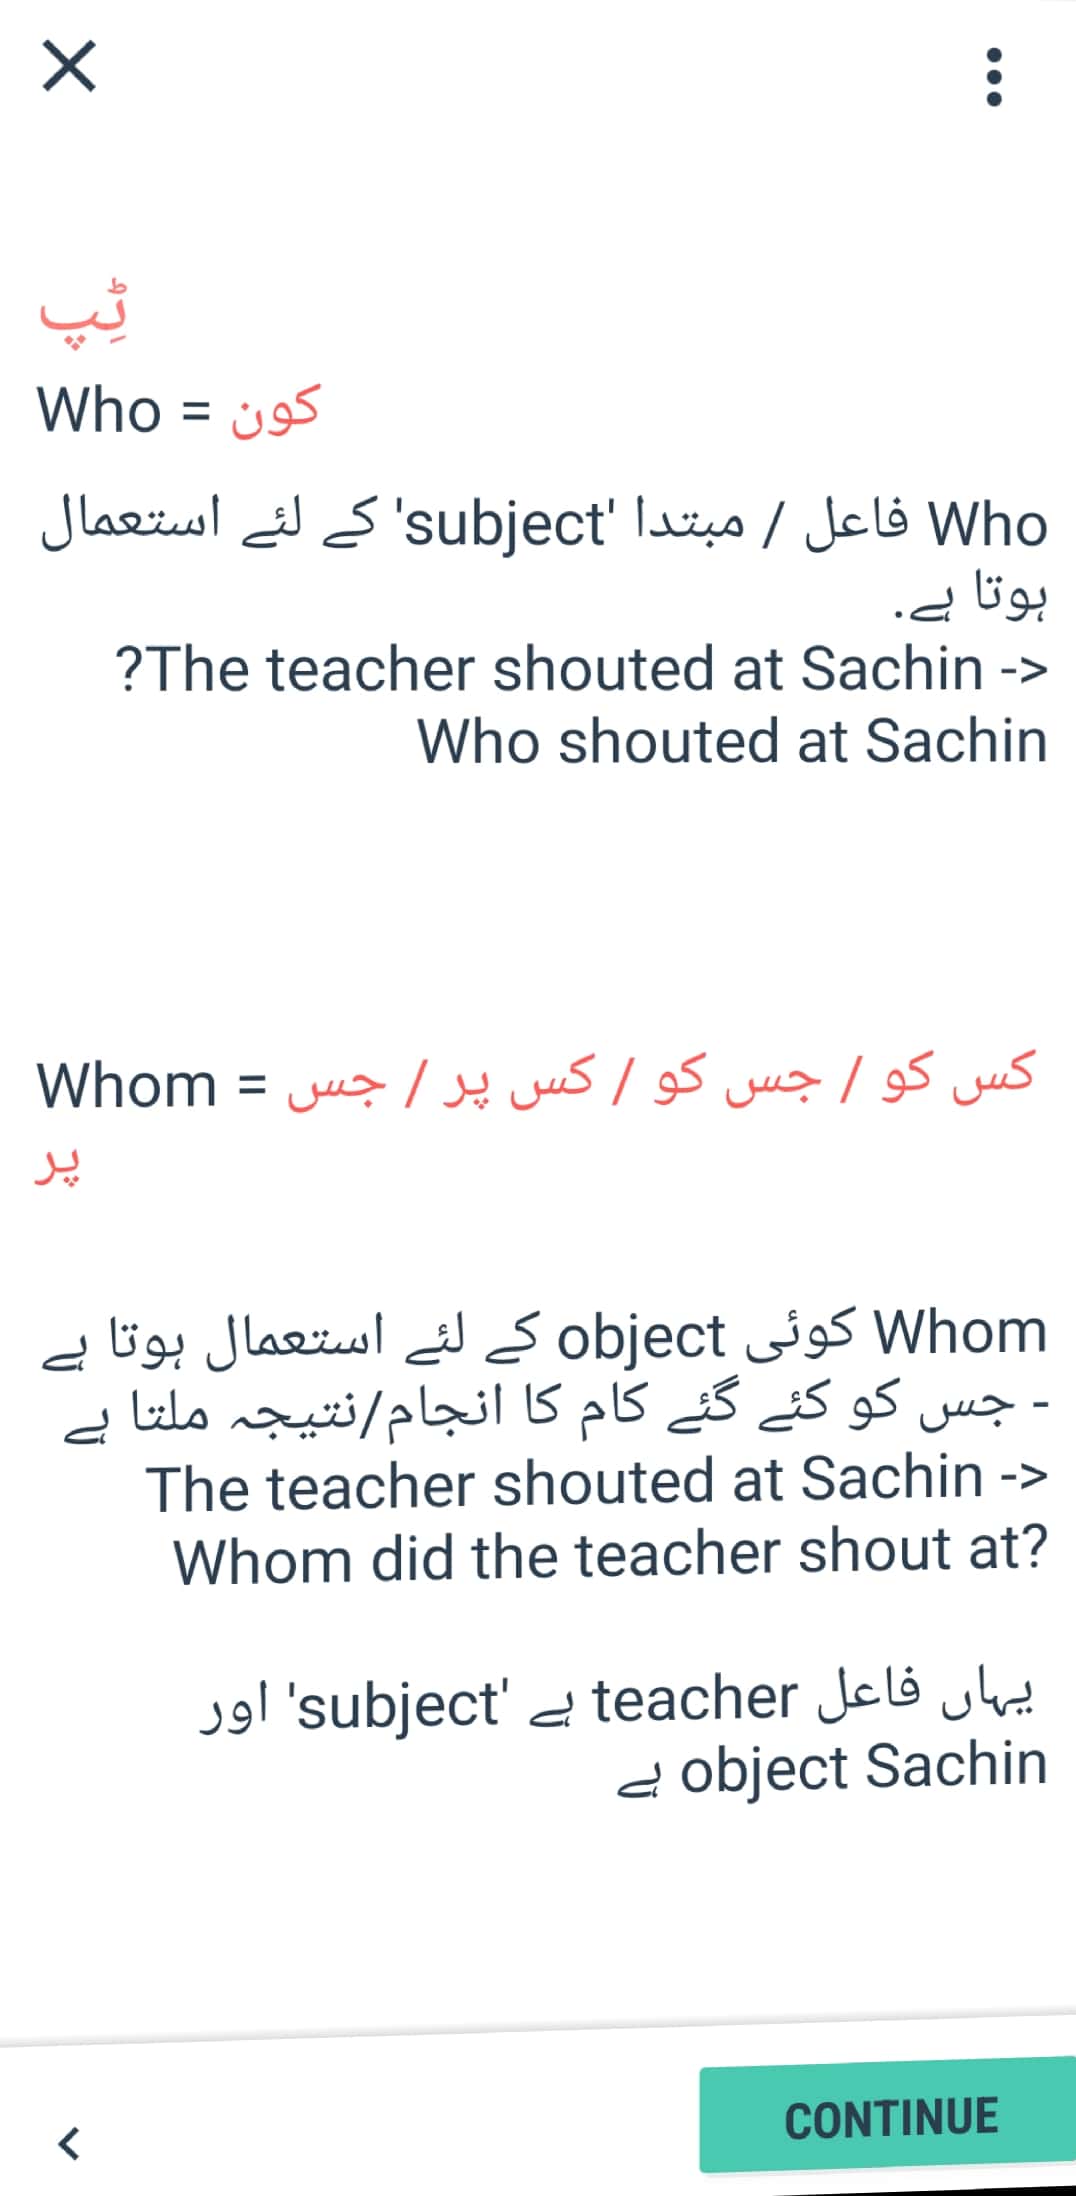 ٹِپ
Who = کون
Who فاعل / مبتدا 'subject' کے لئے استعمال
ہوتا ہے.
?The teacher shouted at Sachin ->
Who shouted at Sachin
Whom = کس کو / جس کو / کس پر / جس
پر
Whom کوئی object کے لئے استعمال ہوتا ہے
- جس کو کئے گئے کام کا انجام/نتیجہ ملتا ہے
The teacher shouted at Sachin ->
Whom did the teacher shout at?
یہاں فاعل teacher ہے 'subject' اور
object Sachin ہے
CONTINUE